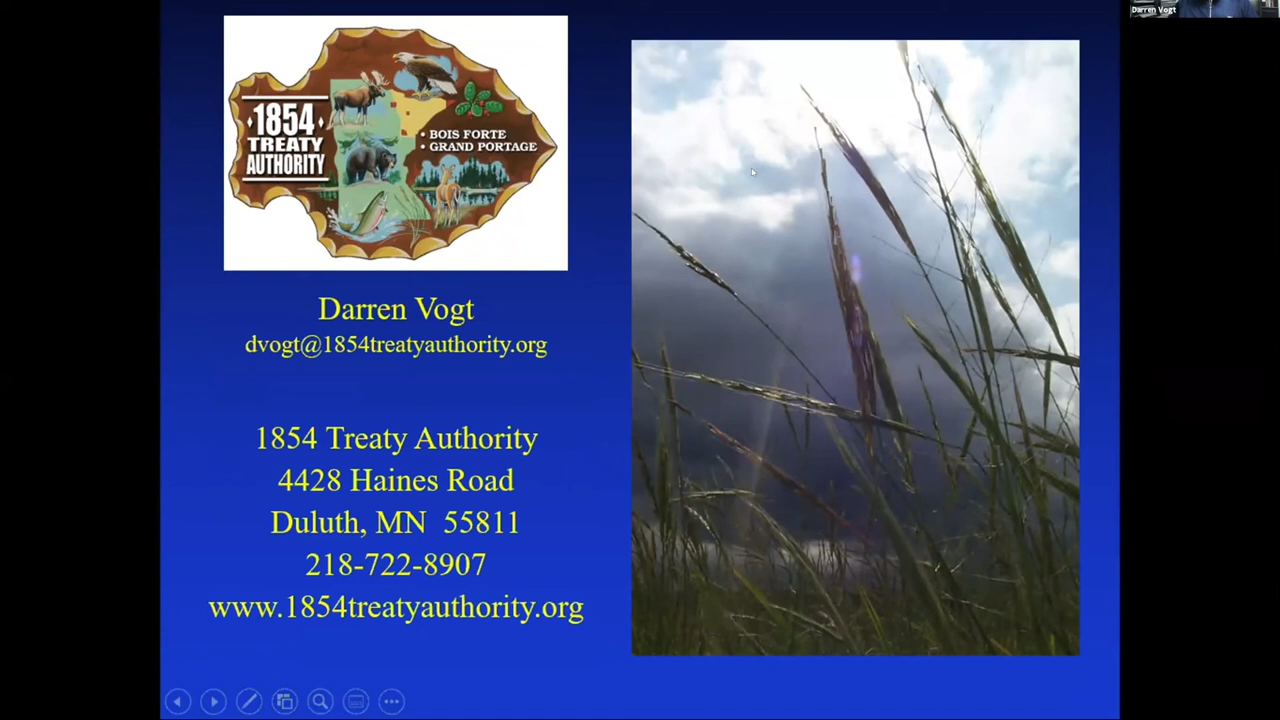 Darren Vogt
1854
TREATY
AUTHORITY
• BOIS FORTE
• GRAND PORTAGE
Darren Vogt
dvogt@1854treatyauthority.org
1854 Treaty Authority
4428 Haines Road
Duluth, MN 55811
218-722-8907
www.1854treatyauthority.org